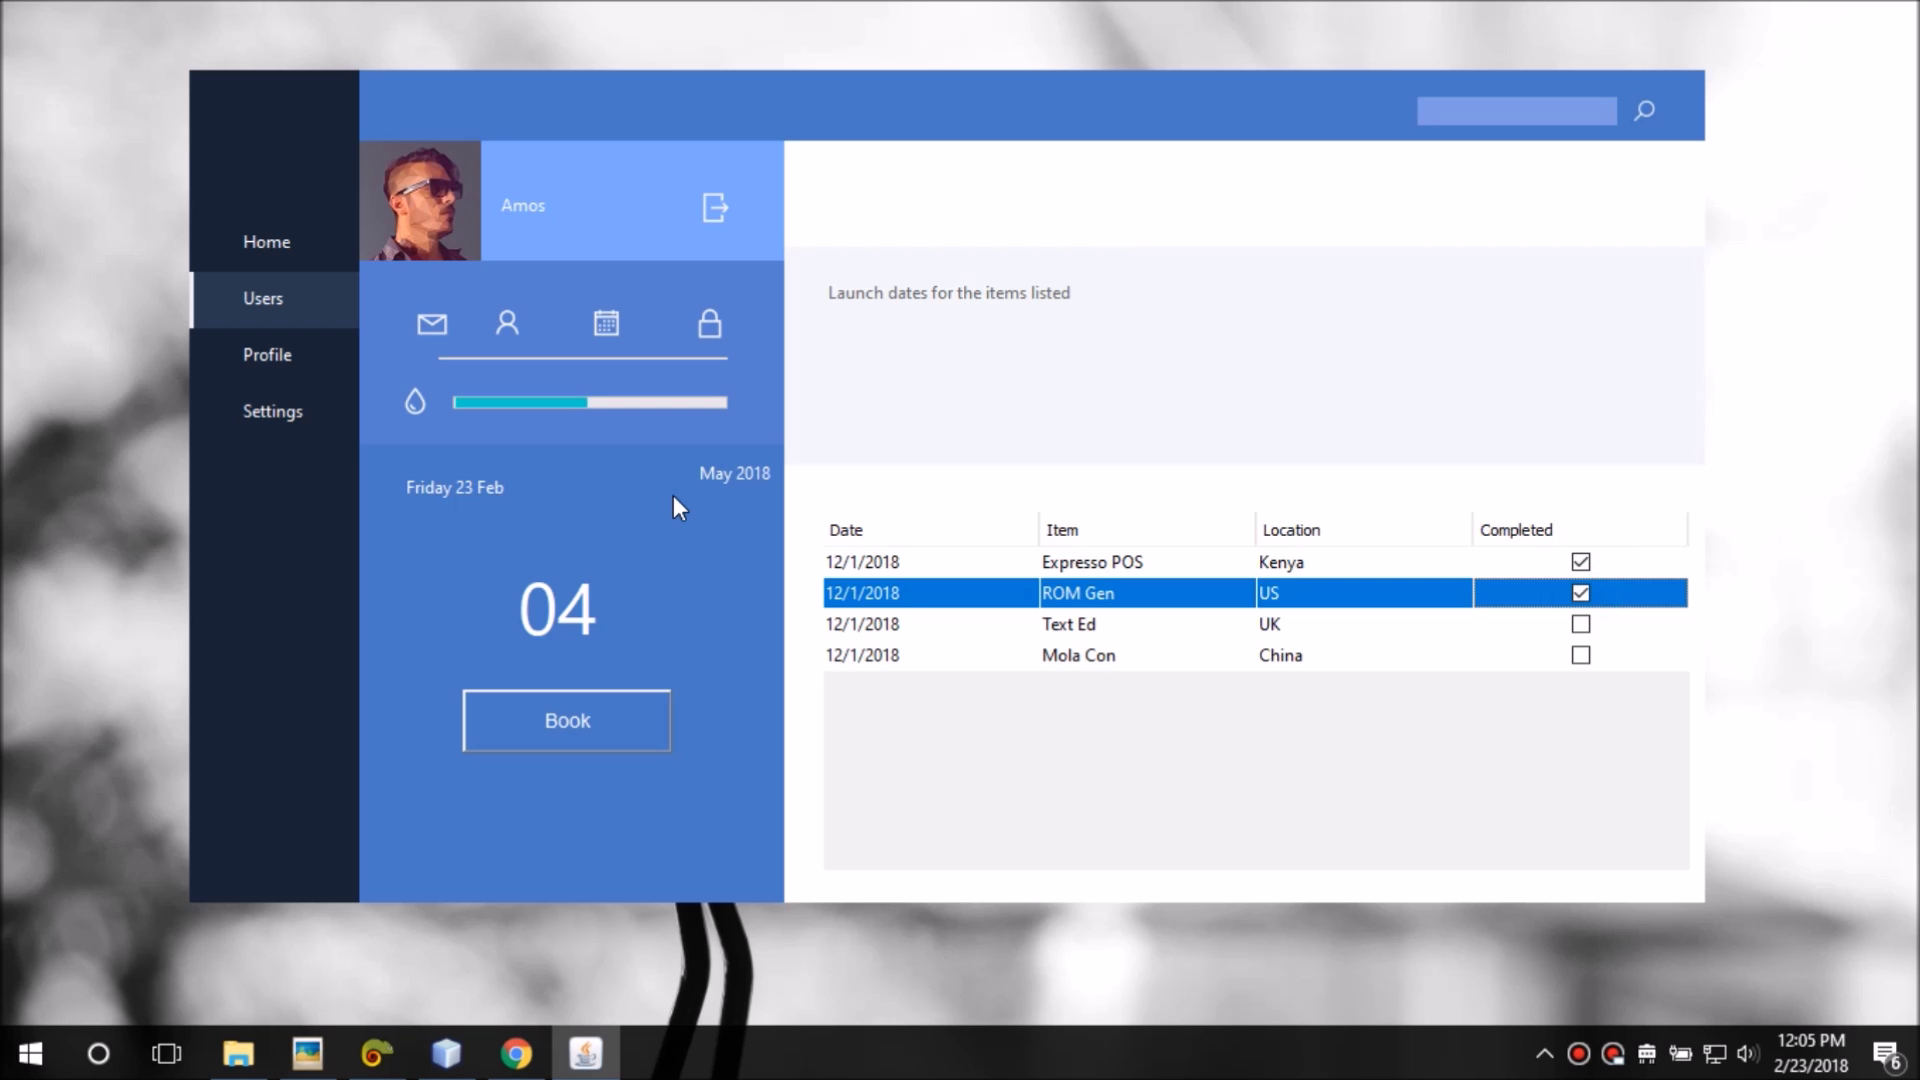 Amos
Home
Users
Profile
Settings
Launch dates for the items listed
May 2018
Friday 23 Feb
04
Book
Date Item Location Completed
12/1/2018 Expresso POS Kenya
12/1/2018 ROM Gen US
12/1/2018 Text Ed UK
12/1/2018 Mola Con China
12:05 PM
2/23/2018
6